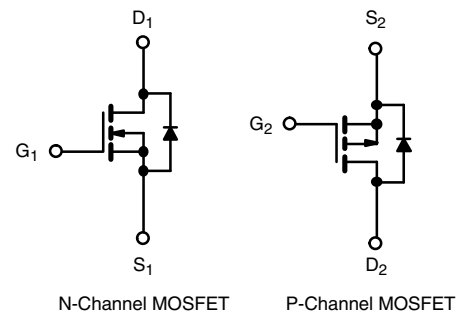 D1
S2
G1
G2
S1
D2
N-Channel MOSFET
P-Channel MOSFET